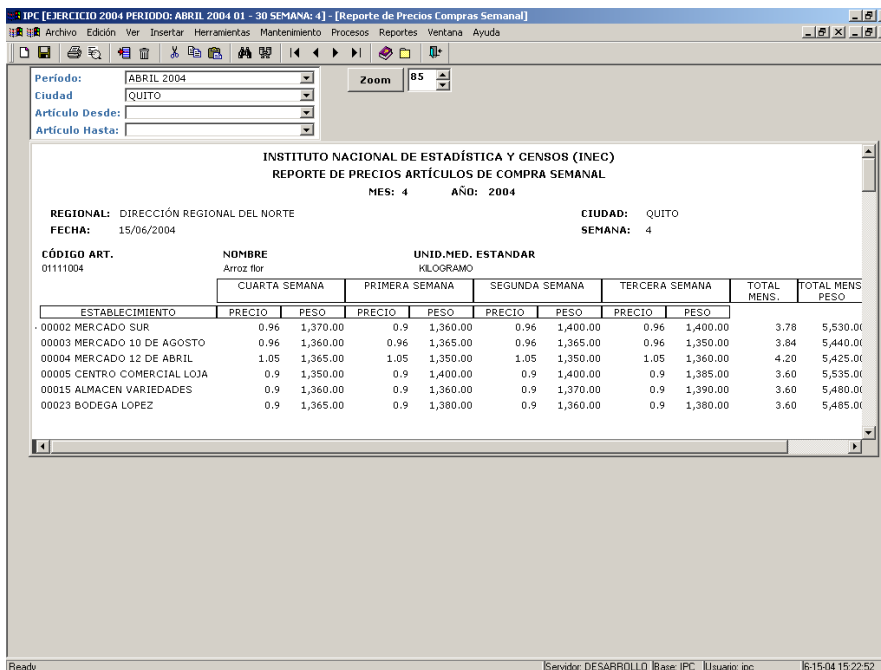 IPC [EJERCICIO 2004 PERIODO: ABRIL 2004 01 - 30 SEMANA: 4] - [Reporte de Precios Compras Semanal]
Archivo Edición Ver Insertar Herramientas Mantenimiento Procesos Reportes Ventana Ayuda
Período: ABRIL 2004 Zoom 85
Ciudad QUITO
Artículo Desde:
Artículo Hasta:
INSTITUTO NACIONAL DE ESTADÍSTICA Y CENSOS (INEC)
REPORTE DE PRECIOS ARTÍCULOS DE COMPRA SEMANAL
MES: 4 AÑO: 2004
REGIONAL: DIRECCIÓN REGIONAL DEL NORTE CIUDAD: QUITO
FECHA: 15/06/2004 SEMANA: 4
CÓDIGO ART. NOMBRE UNID.MED. ESTANDAR
01111004 Arroz flor KILOGRAMO
CUARTA SEMANA PRIMERA SEMANA SEGUNDA SEMANA TERCERA SEMANA TOTAL MENS. TOTAL MENS PESO
ESTABLECIMIENTO PRECIO PESO PRECIO PESO PRECIO PESO PRECIO PESO
00002 MERCADO SUR 0.96 1,370.00 0.9 1,360.00 0.96 1,400.00 0.96 1,400.00 3.78 5,530.00
00003 MERCADO 10 DE AGOSTO 0.96 1,360.00 0.96 1,365.00 0.96 1,365.00 0.96 1,350.00 3.84 5,440.00
00004 MERCADO 12 DE ABRIL 1.05 1,365.00 1.05 1,350.00 1.05 1,350.00 1.05 1,360.00 4.20 5,425.00
00005 CENTRO COMERCIAL LOJA 0.9 1,350.00 0.9 1,400.00 0.9 1,400.00 0.9 1,385.00 3.60 5,535.00
00015 ALMACEN VARIEDADES 0.9 1,360.00 0.9 1,360.00 0.9 1,370.00 0.9 1,390.00 3.60 5,480.00
00023 BODEGA LOPEZ 0.9 1,365.00 0.9 1,380.00 0.9 1,360.00 0.9 1,380.00 3.60 5,485.00
Ready Servidor: DESARROLLO Base: IPC Usuario: ipc 6-15-04 15:22:52